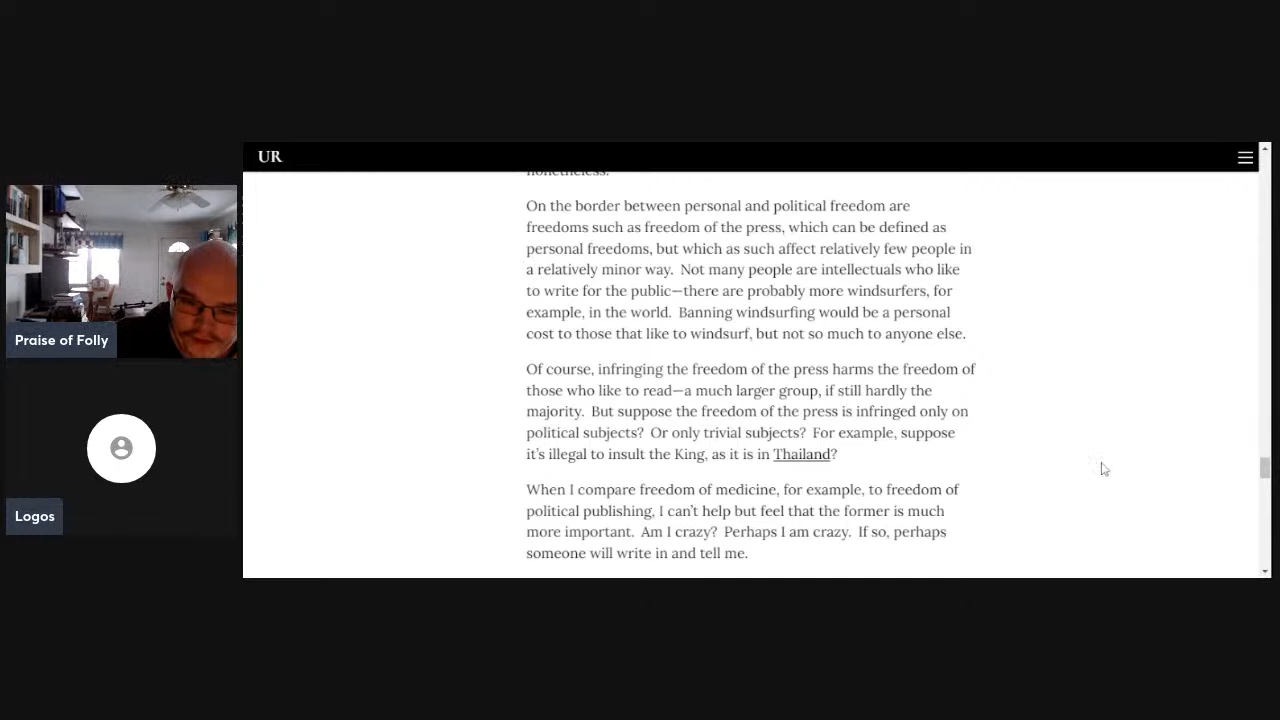 UR
nonetheless.
On the border between personal and political freedom are
freedoms such as freedom of the press, which can be defined as
personal freedoms, but which as such affect relatively few people in
a relatively minor way.  Not many people are intellectuals who like
to write for the public—there are probably more windsurfers, for
example, in the world.  Banning windsurfing would be a personal
cost to those that like to windsurf, but not so much to anyone else.
Of course, infringing the freedom of the press harms the freedom of
those who like to read—a much larger group, if still hardly the
majority.  But suppose the freedom of the press is infringed only on
political subjects?  Or only trivial subjects?  For example, suppose
it's illegal to insult the King, as it is in Thailand?
When I compare freedom of medicine, for example, to freedom of
political publishing, I can't help but feel that the former is much
more important.  Am I crazy?  Perhaps I am crazy.  If so, perhaps
someone will write in and tell me.
Praise of Folly
Logos